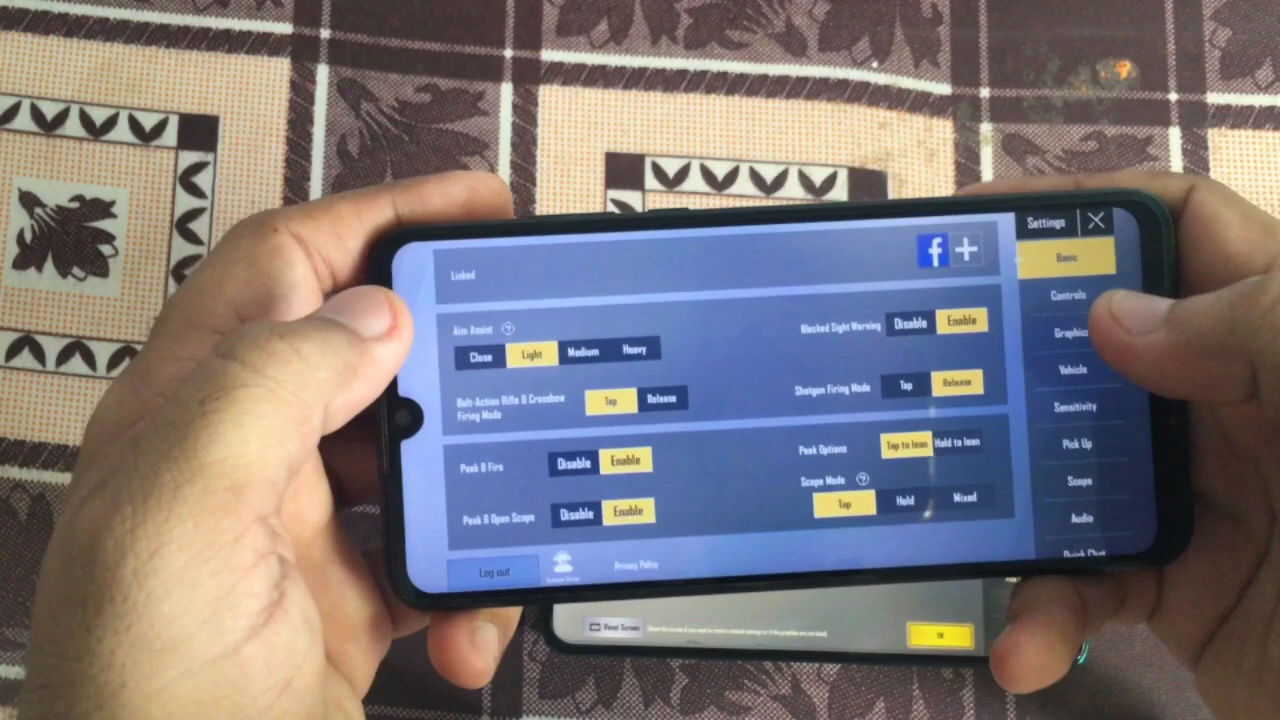 Settings
Linked
f
Basic
Aim Assist ?
Close Light Medium Heavy
Blocked Sight Warning Disable Enable
Controls
Graphics
Bolt-Action Rifle & Crossbow
Firing Mode
Tap Release
Shotgun Firing Mode Tap Release
Vehicle
Sensitivity
Peek & Fire Disable Enable
Peek Options Tap to lean Hold to lean
Pick Up
Scope Mode ?
Tap Hold Mixed
Scope
Peek & Open Scope Disable Enable
Audio
Quick Chat
Log out
Privacy Policy
Reset Screen
OK